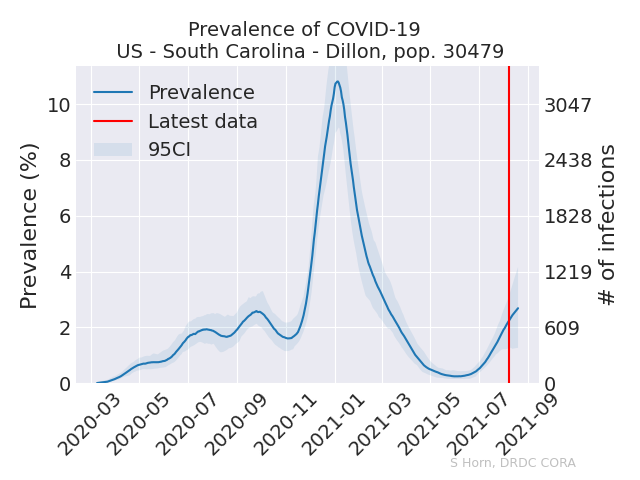 Prevalence of COVID-19
US - South Carolina - Dillon, pop. 30479
Prevalence
Latest data
95CI
Prevalence (%)
10
8
6
4
2
0
3047
2438
1828
1219
609
0
# of infections
2020-03
2020-05
2020-07
2020-09
2020-11
2021-01
2021-03
2021-05
2021-07
2021-09
S Horn, DRDC CORA